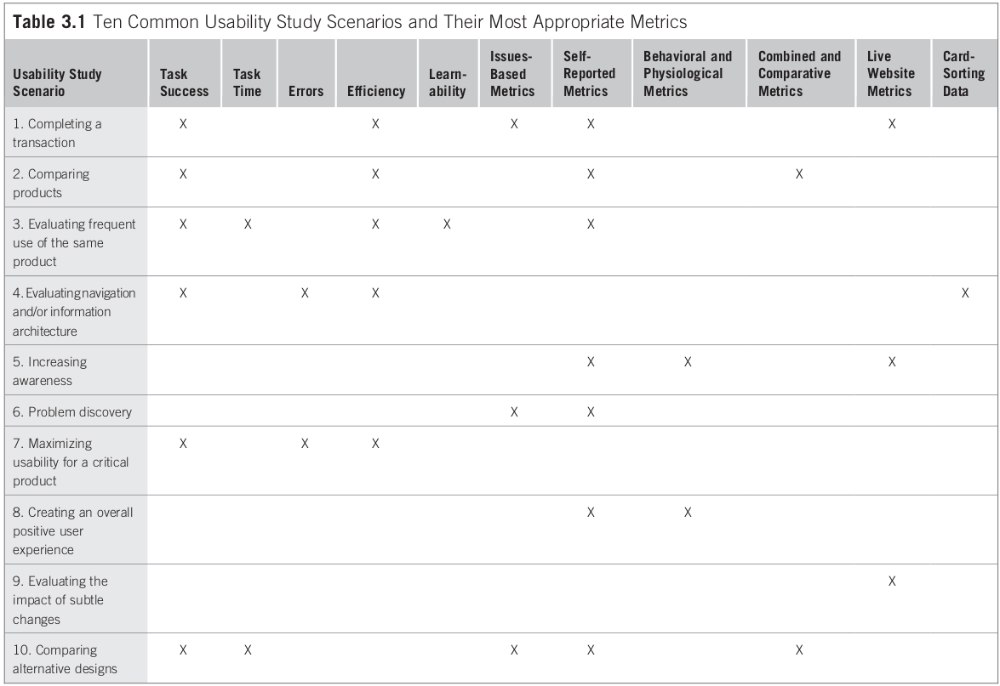 Table 3.1 Ten Common Usability Study Scenarios and Their Most Appropriate Metrics
Usability Study Scenario | Task Success | Task Time | Errors | Efficiency | Learn-ability | Issues-Based Metrics | Self-Reported Metrics | Behavioral and Physiological Metrics | Combined and Comparative Metrics | Live Website Metrics | Card-Sorting Data
1. Completing a transaction | X | | | X | | X | X | | | X |
2. Comparing products | X | | | X | | | X | | X | |
3. Evaluating frequent use of the same product | X | X | | X | X | | X | | | |
4. Evaluating navigation and/or information architecture | X | | X | X | | | | | | | X
5. Increasing awareness | | | | | | | X | X | | X |
6. Problem discovery | | | | | | X | X | | | |
7. Maximizing usability for a critical product | X | | X | X | | | | | | |
8. Creating an overall positive user experience | | | | | | | X | X | | |
9. Evaluating the impact of subtle changes | | | | | | | | | | X |
10. Comparing alternative designs | X | X | | | | X | X | | X | |